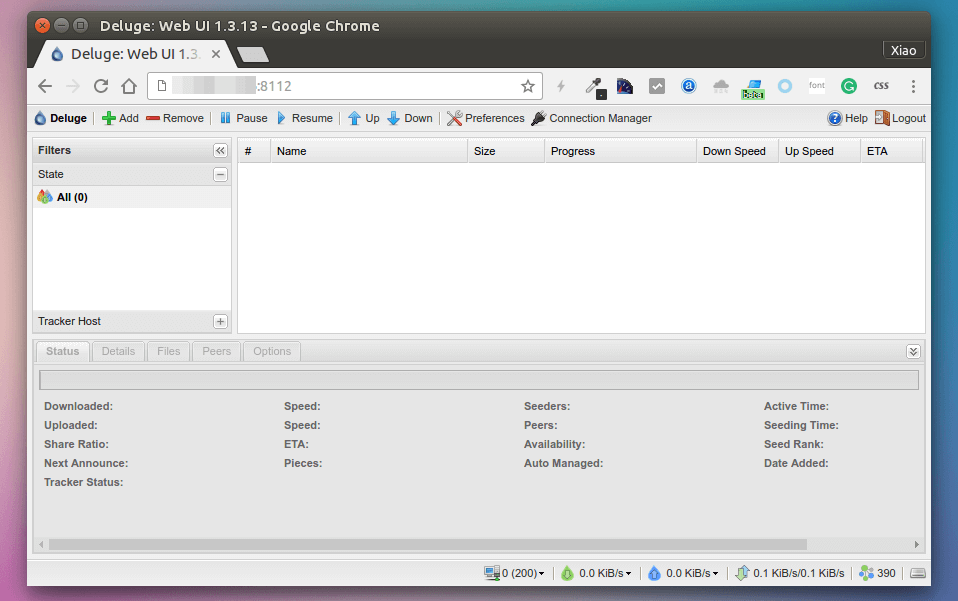 Deluge: Web UI 1.3.13 - Google Chrome
Deluge: Web UI 1.3.
Xiao
:8112
beta
font
CSS
Deluge Add Remove Pause Resume Up Down Preferences Connection Manager Help Logout
Filters
State
All (0)
Tracker Host
# Name Size Progress Down Speed Up Speed ETA
Status Details Files Peers Options
Downloaded: Speed: Seeders: Active Time:
Uploaded: Speed: Peers: Seeding Time:
Share Ratio: ETA: Availability: Seed Rank:
Next Announce: Pieces: Auto Managed: Date Added:
Tracker Status:
0 (200) 0.0 KiB/s 0.0 KiB/s 0.1 KiB/s/0.1 KiB/s 390